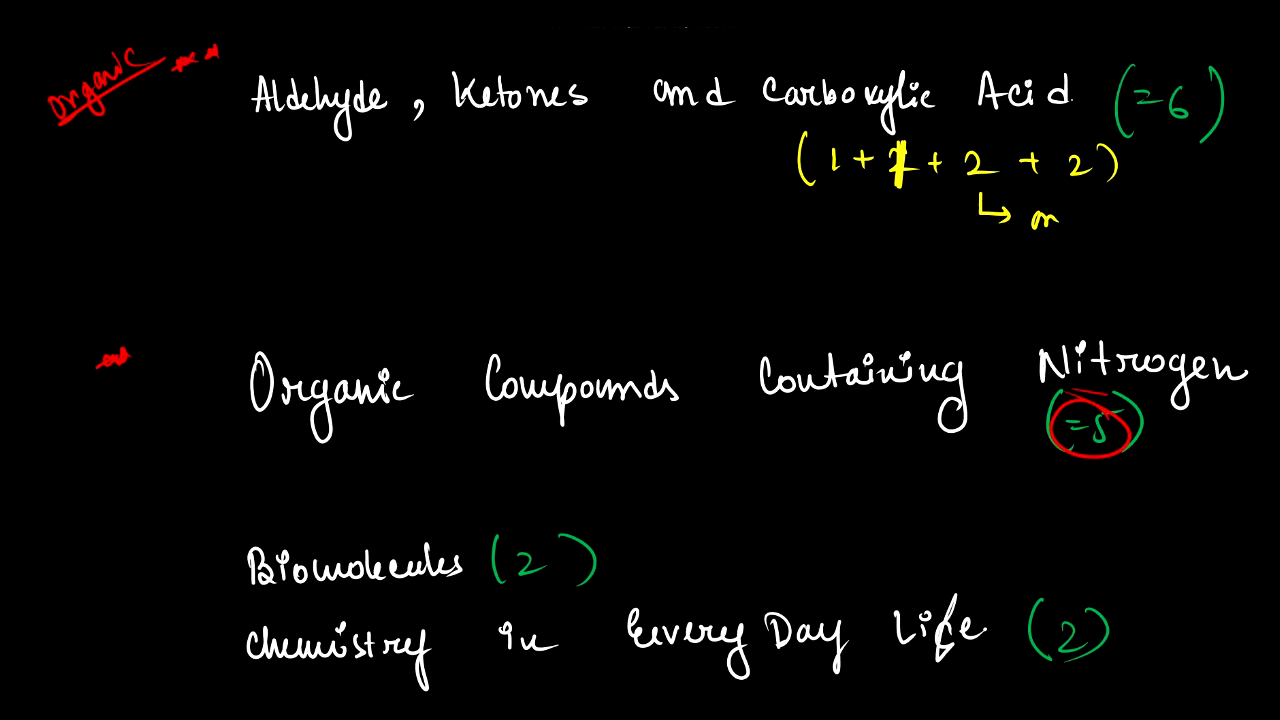 Organic
Aldehyde, Ketones and Carboxylic Acid (=6)
(1 + 1 + 2 + 2)
↳ or
Organic Compounds Containing Nitrogen
(=5)
Biomolecules (2)
Chemistry in Every Day Life (2)